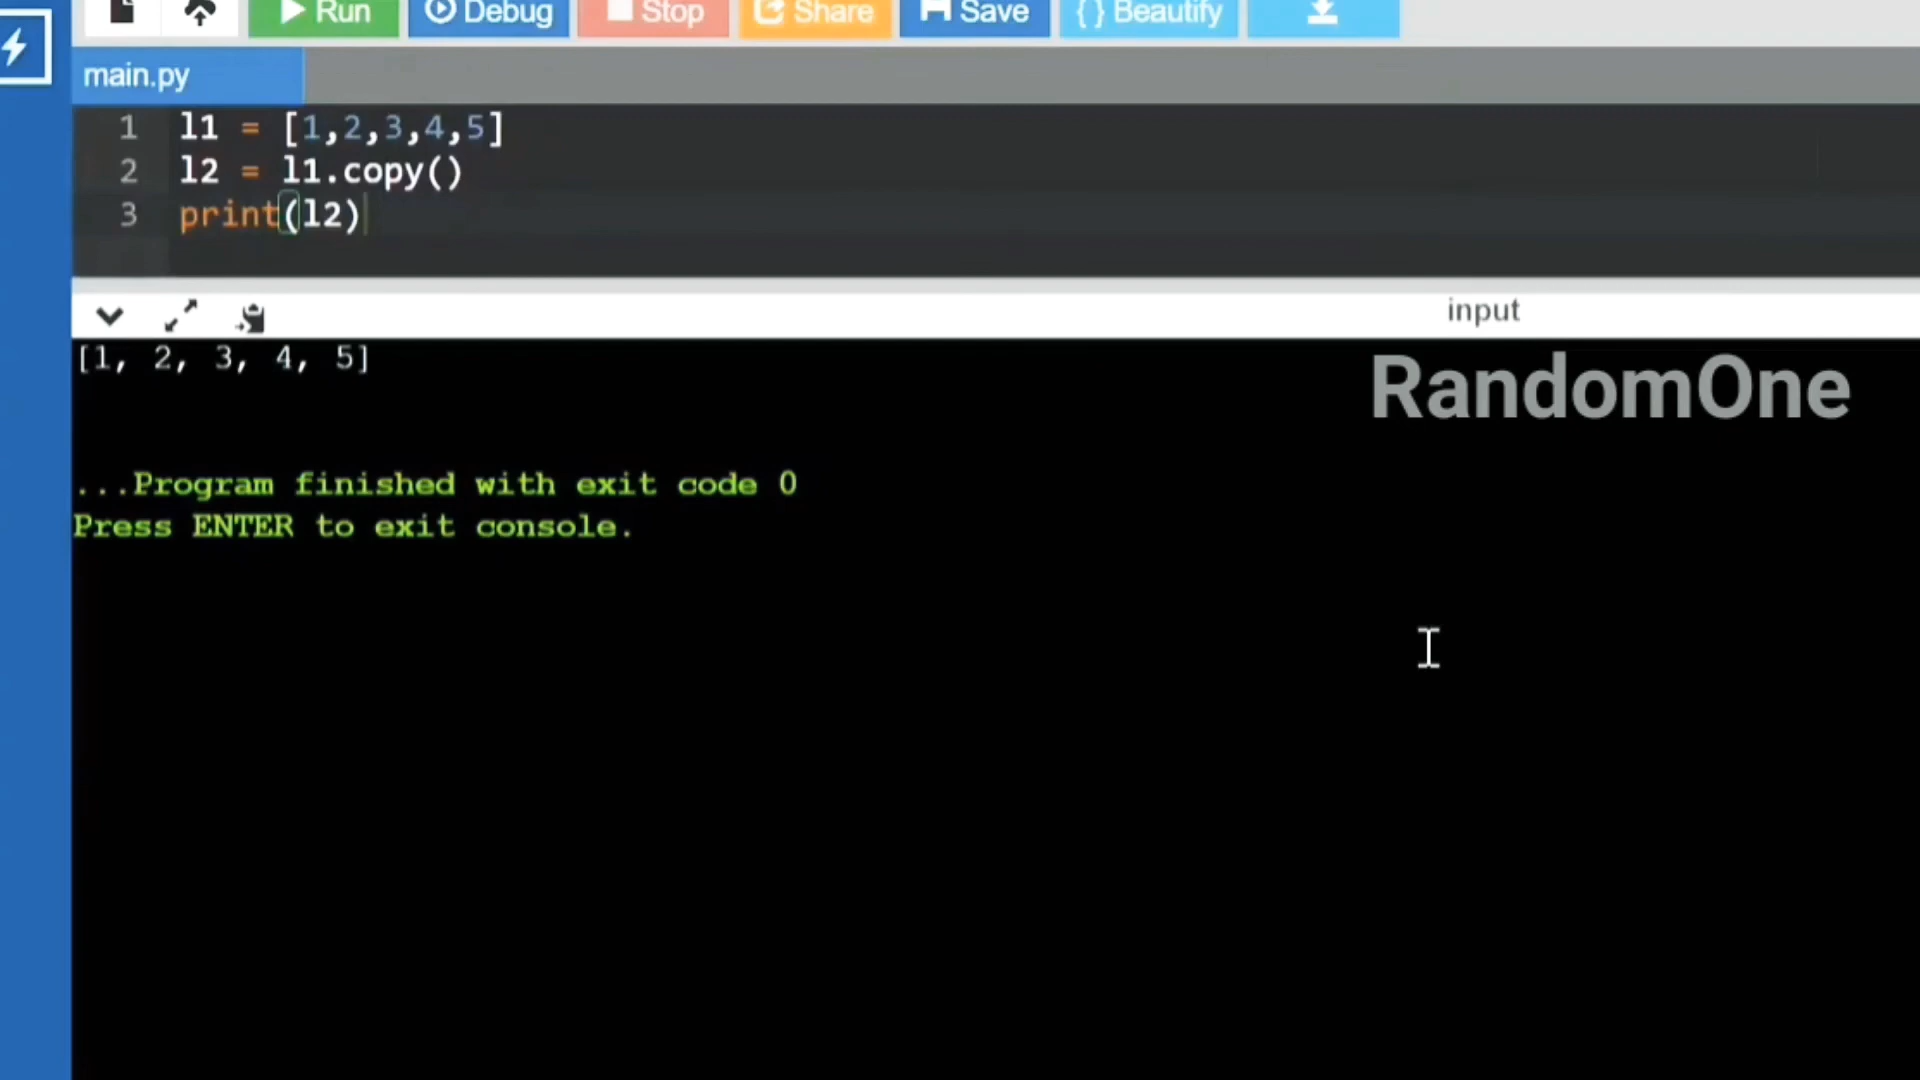 Run Debug Stop Share Save {} Beautify
main.py
1 l1 = [1,2,3,4,5]
2 l2 = l1.copy()
3 print(l2)
input
[1, 2, 3, 4, 5]
RandomOne
...Program finished with exit code 0
Press ENTER to exit console.